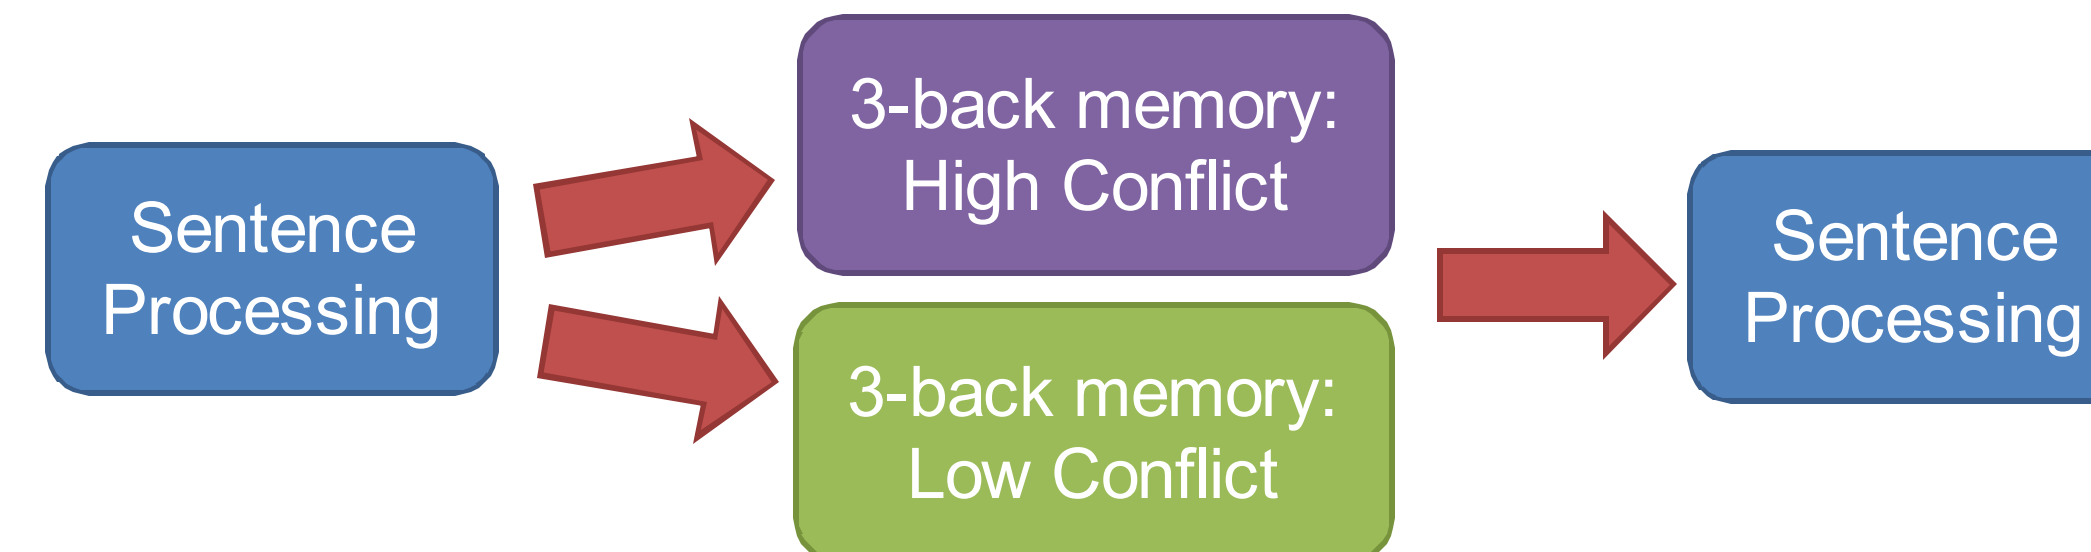 Sentence
Processing
3-back memory:
High Conflict
3-back memory:
Low Conflict
Sentence
Processing